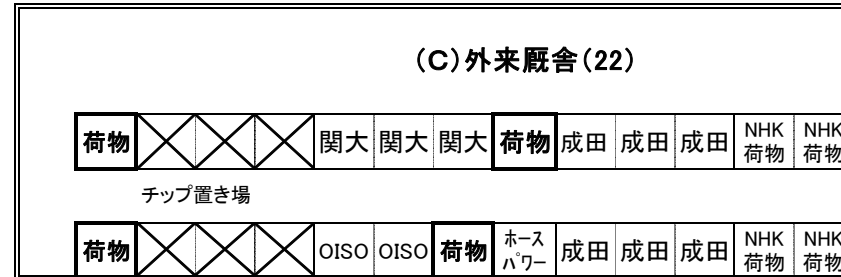 (C)外来厩舎(22)
荷物 関大 関大 関大 荷物 成田 成田 成田 NHK荷物 NHK荷物
チップ置き場
荷物 OISO OISO 荷物 ホースパワー 成田 成田 成田 NHK荷物 NHK荷物